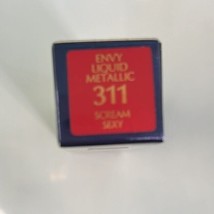 ENVY
LIQUID
METALLIC
311
SCREAM
SEXY